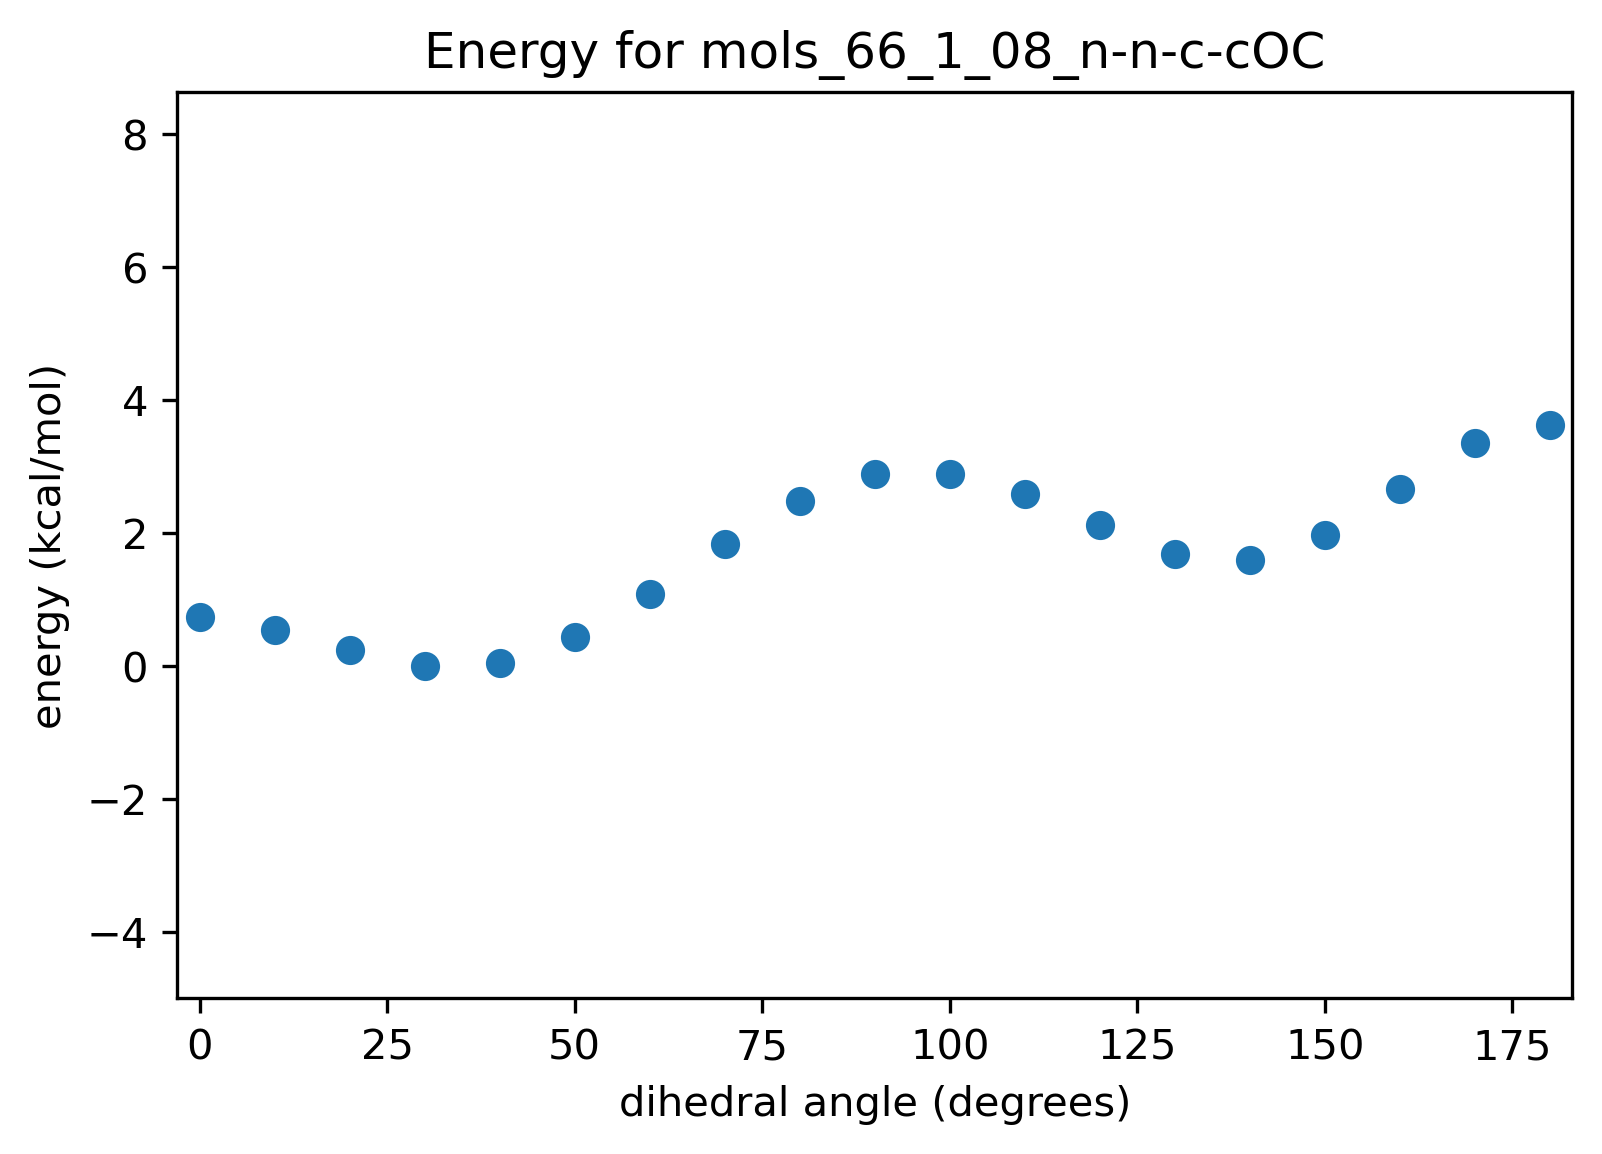 Energy for mols_66_1_08_n-n-c-cOC
8
6
4
2
0
−2
−4
energy (kcal/mol)
0 25 50 75 100 125 150 175
dihedral angle (degrees)